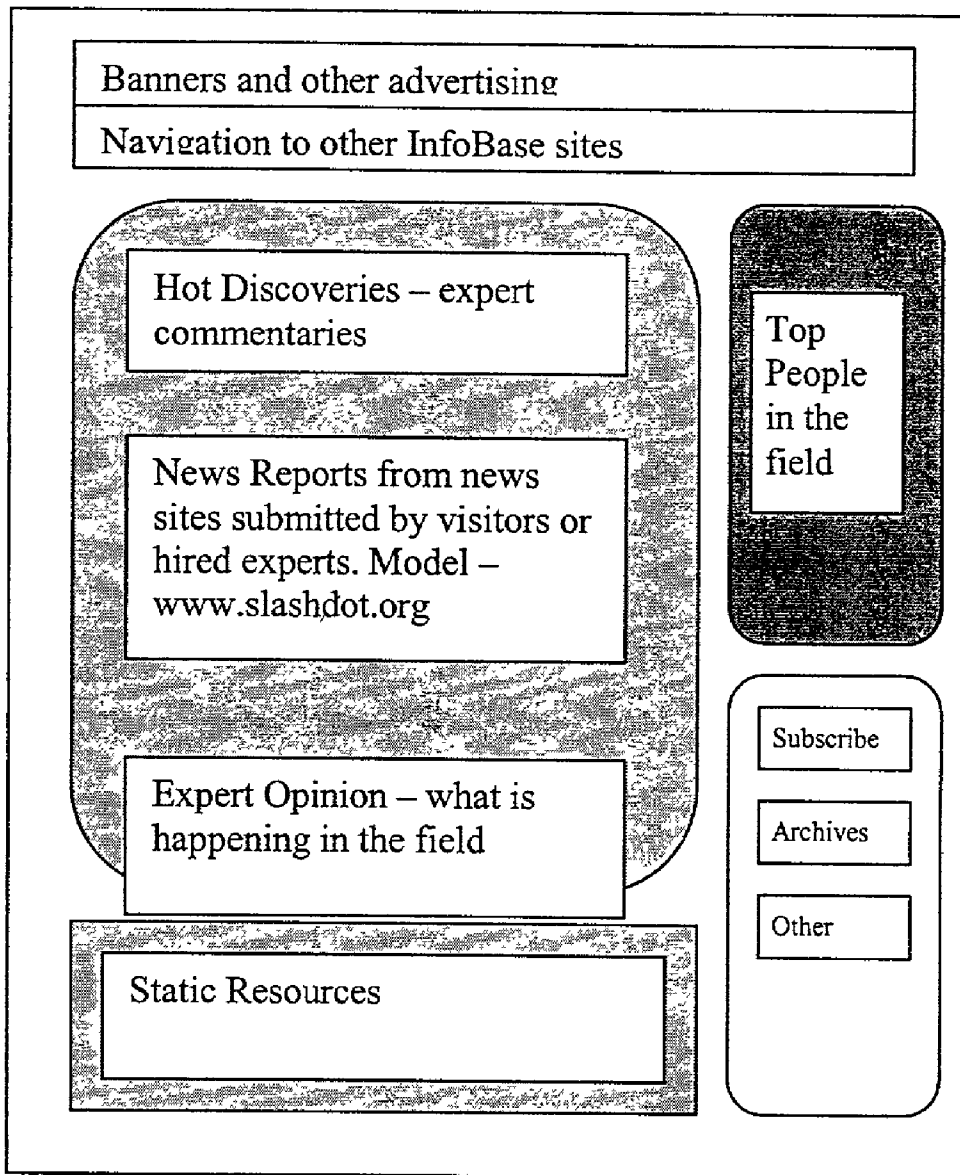 Banners and other advertising
Navigation to other InfoBase sites
Hot Discoveries – expert
commentaries
News Reports from news
sites submitted by visitors or
hired experts. Model –
www.slashdot.org
Expert Opinion – what is
happening in the field
Static Resources
Top
People
in the
field
Subscribe
Archives
Other